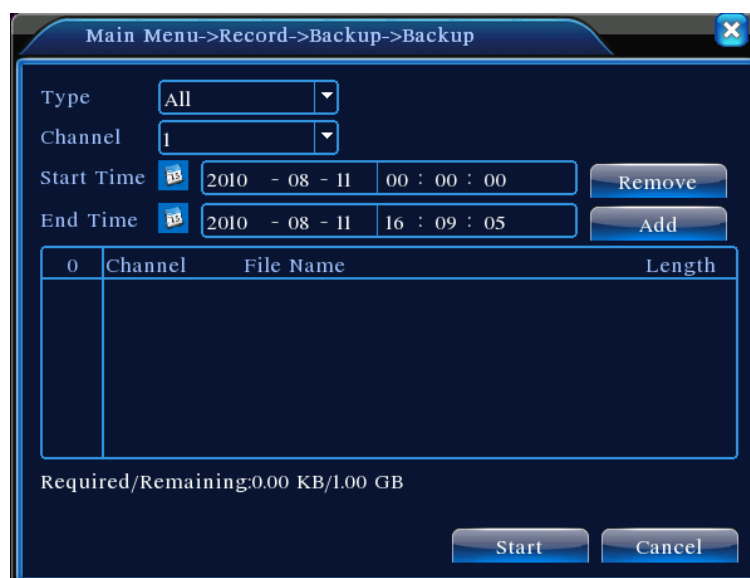 Main Menu->Record->Backup->Backup
Type All
Channel 1
Start Time 15 2010 - 08 - 11 00 : 00 : 00 Remove
End Time 15 2010 - 08 - 11 16 : 09 : 05 Add
0 Channel File Name Length
Required/Remaining:0.00 KB/1.00 GB
Start Cancel